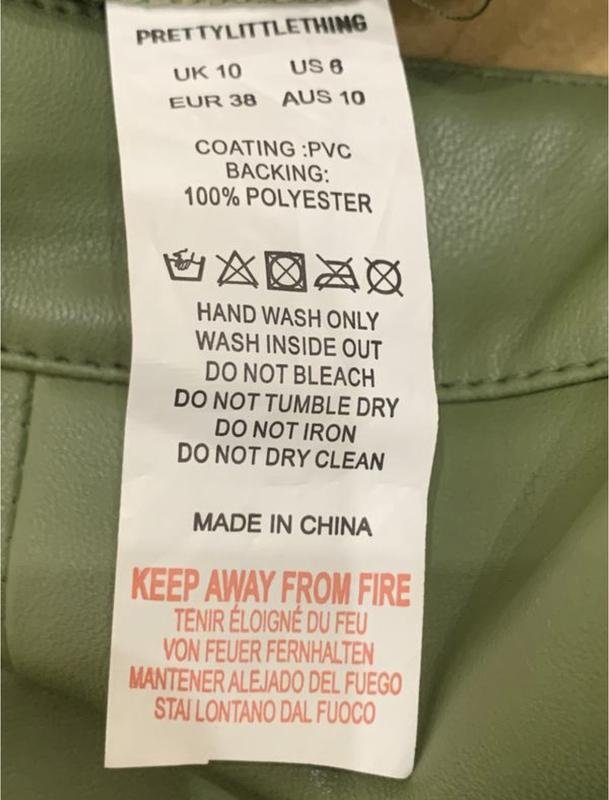 PRETTYLITTLETHING
UK 10 US 6
EUR 38 AUS 10
COATING :PVC
BACKING:
100% POLYESTER
HAND WASH ONLY
WASH INSIDE OUT
DO NOT BLEACH
DO NOT TUMBLE DRY
DO NOT IRON
DO NOT DRY CLEAN
MADE IN CHINA
KEEP AWAY FROM FIRE
TENIR ÉLOIGNÉ DU FEU
VON FEUER FERNHALTEN
MANTENER ALEJADO DEL FUEGO
STAI LONTANO DAL FUOCO